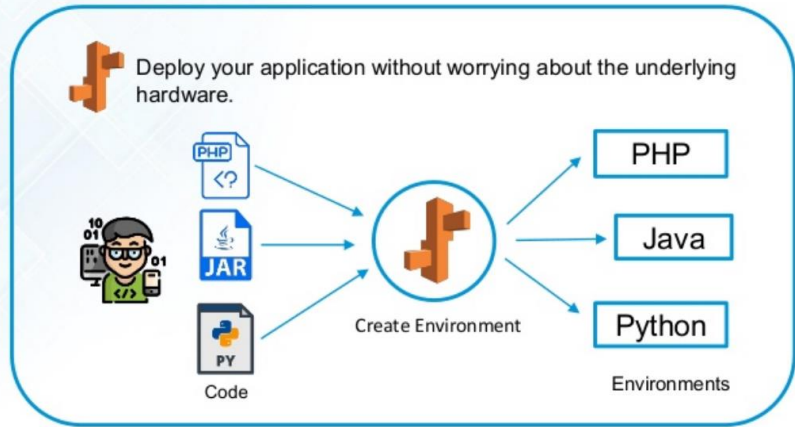 Deploy your application without worrying about the underlying
hardware.
PHP
<?
10
01
01
</>
JAR
PY
Code
Create Environment
PHP
Java
Python
Environments